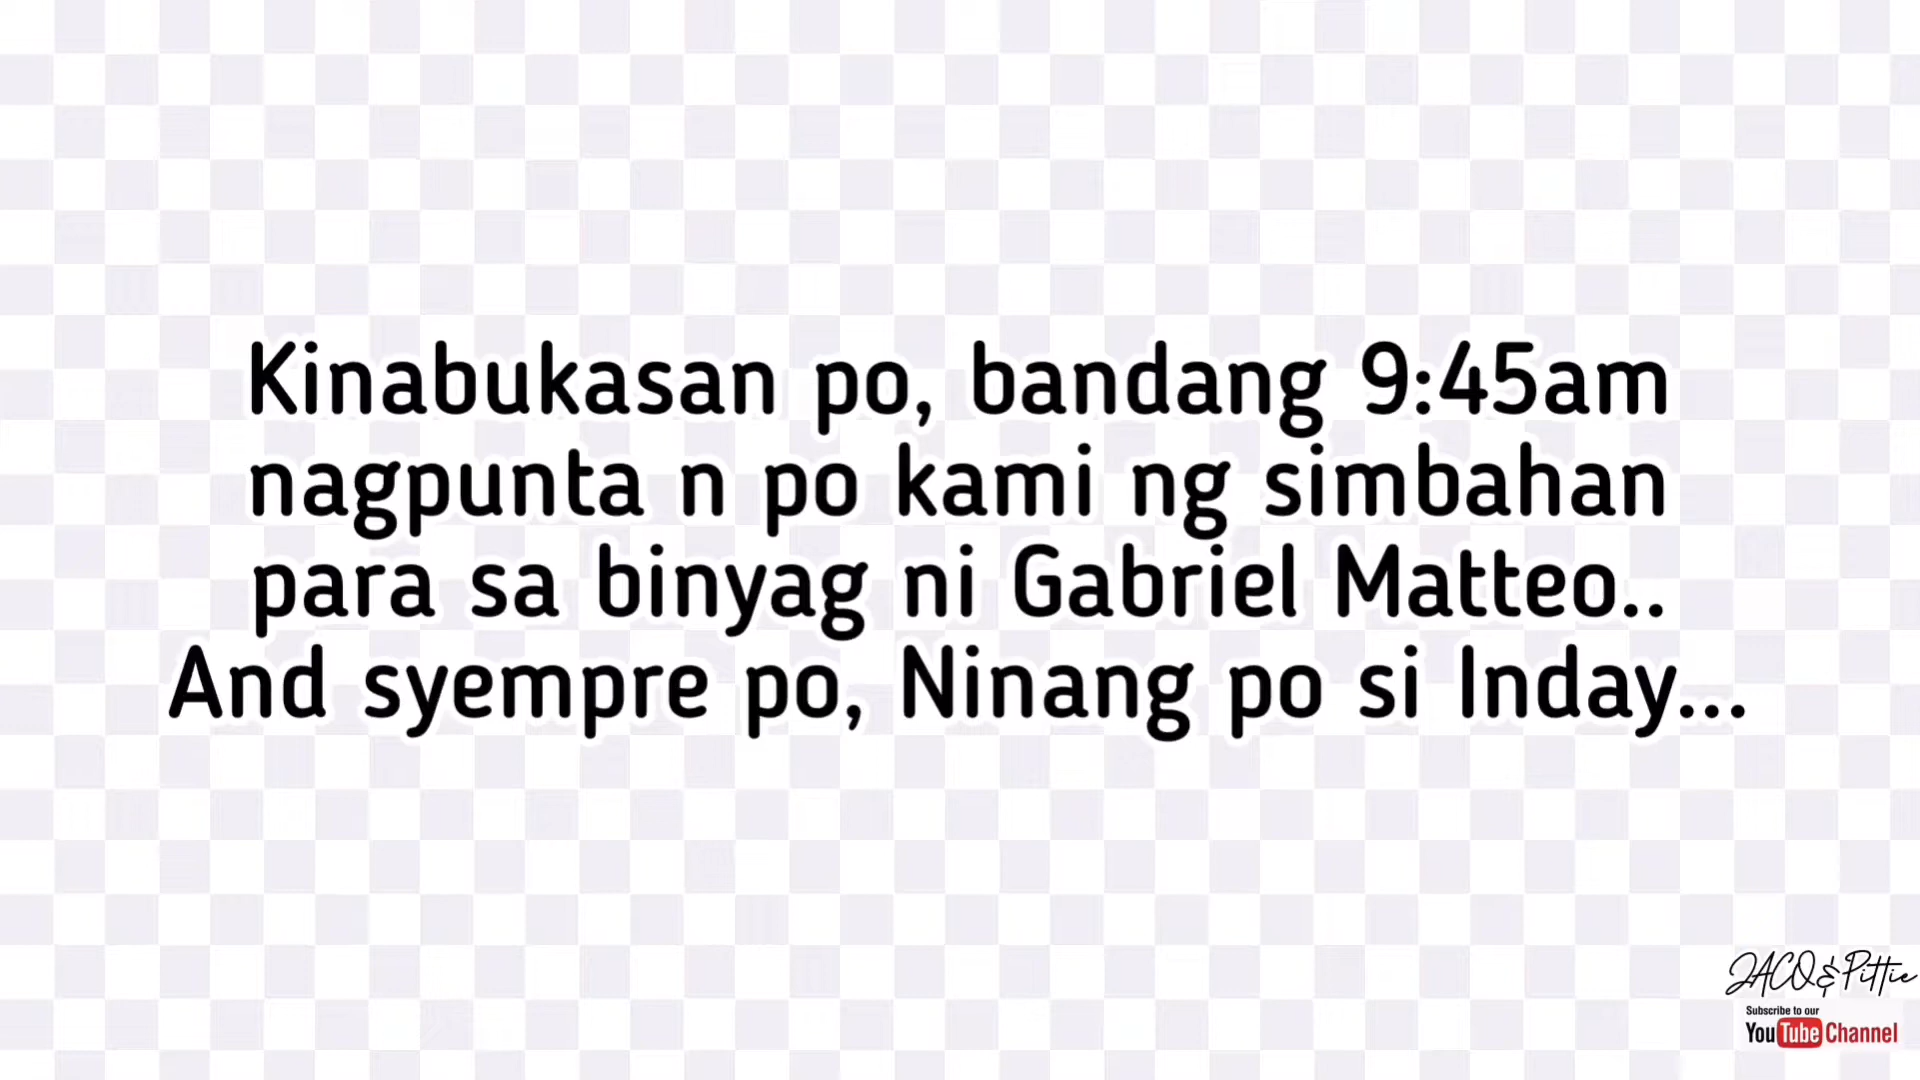 Kinabukasan po, bandang 9:45am
nagpunta n po kami ng simbahan
para sa binyag ni Gabriel Matteo..
And syempre po, Ninang po si Inday...
JACQ&Pittie
Subscribe to our
YouTube Channel